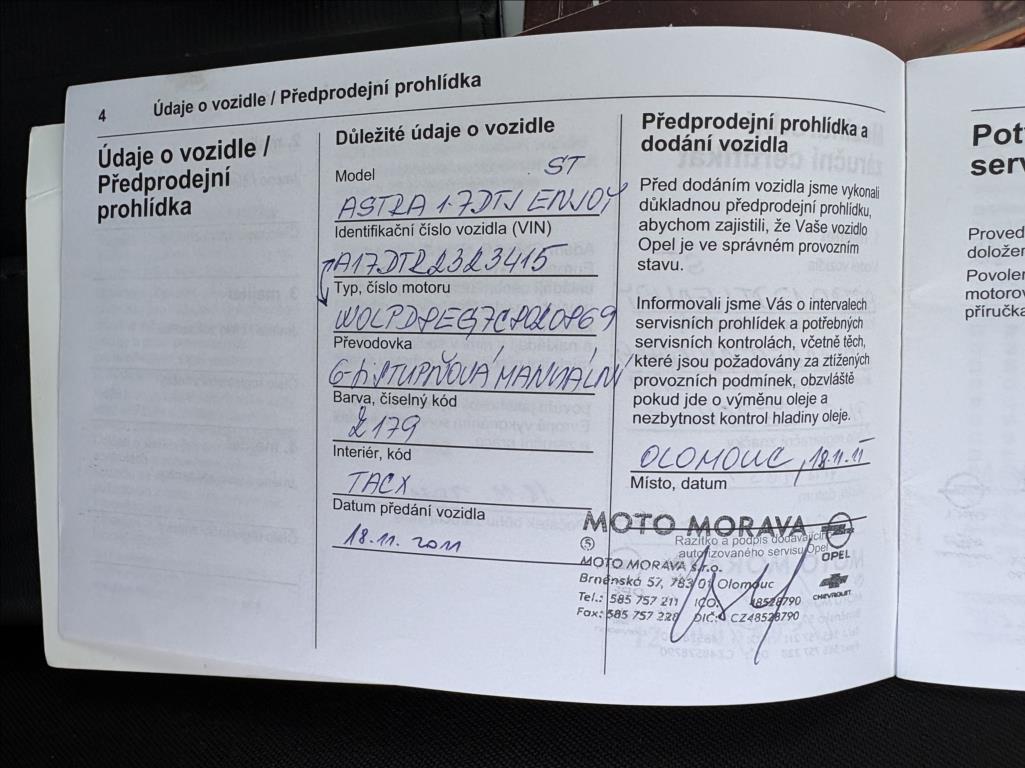 4 Údaje o vozidle / Předprodejní prohlídka
Údaje o vozidle /
Předprodejní
prohlídka
Důležité údaje o vozidle
Model
ST
ASTRA 1.7DTJ ENJOY
Identifikační číslo vozidla (VIN)
A17DTR2323415
Typ, číslo motoru
Převodovka
6-ti STUPŇOVÁ MANUÁLNÍ
Barva, číselný kód
Z179
Interiér, kód
TACX
Datum předání vozidla
18.11.2011
Předprodejní prohlídka a
dodání vozidla
Před dodáním vozidla jsme vykonali
důkladnou předprodejní prohlídku,
abychom zajistili, že Vaše vozidlo
Opel je ve správném provozním
stavu.
Informovali jsme Vás o intervalech
servisních prohlídek a potřebných
servisních kontrolách, včetně těch,
které jsou požadovány za ztížených
provozních podmínek, obzvláště
pokud jde o výměnu oleje a
nezbytnost kontrol hladiny oleje.
OLOMOUC, 18.11.11
Místo, datum
MOTO MORAVA
Razítko a podpis dodávajícího
autorizovaného servisu Opel
OPEL
5
MOTO MORAVA s.r.o.
Brněnská 57, 783 01 Olomouc
CHEVROLET
Tel.: 585 757 211 IČO: 48528790
Fax: 585 757 228 DIČ: CZ48528790
Pot
serv
Proved
doložen
Povolen
motorov
příručka